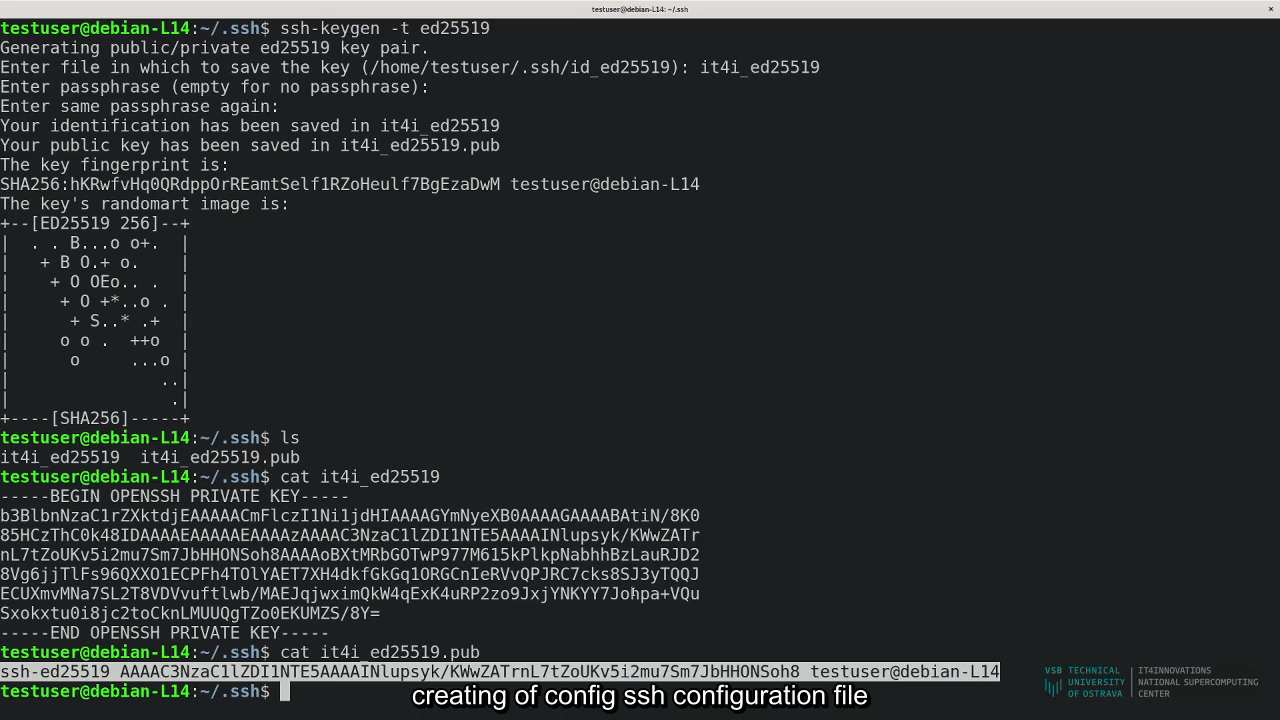 testuser@debian-L14: ~/.ssh
testuser@debian-L14:~/.ssh$ ssh-keygen -t ed25519
Generating public/private ed25519 key pair.
Enter file in which to save the key (/home/testuser/.ssh/id_ed25519): it4i_ed25519
Enter passphrase (empty for no passphrase):
Enter same passphrase again:
Your identification has been saved in it4i_ed25519
Your public key has been saved in it4i_ed25519.pub
The key fingerprint is:
SHA256:hKRwfvHq0QRdppOrREamtSelf1RZoHeulf7BgEzaDwM testuser@debian-L14
The key's randomart image is:
+--[ED25519 256]--+
|  . . B...o o+.  |
|   + B O.+ o.    |
|    + O OEo.. .  |
|     + O +*..o . |
|      + S..* .+  |
|     o o .  ++o  |
|      o     ...o |
|               ..|
|                .|
+----[SHA256]-----+
testuser@debian-L14:~/.ssh$ ls
it4i_ed25519  it4i_ed25519.pub
testuser@debian-L14:~/.ssh$ cat it4i_ed25519
-----BEGIN OPENSSH PRIVATE KEY-----
b3BlbnNzaC1rZXktdjEAAAAACmFlczI1Ni1jdHIAAAAGYmNyeXB0AAAAGAAAABAtiN/8K0
85HCzThC0k48IDAAAAEAAAAAEAAAAzAAAAC3NzaC1lZDI1NTE5AAAAINlupsyk/KWwZATr
nL7tZoUKv5i2mu7Sm7JbHHONSoh8AAAAoBXtMRbGOTwP977M615kPlkpNabhhBzLauRJD2
8Vg6jjTlFs96QXXO1ECPFh4TOlYAET7XH4dkfGkGq1ORGCnIeRVvQPJRC7cks8SJ3yTQQJ
ECUXmvMNa7SL2T8VDVvuftlwb/MAEJqjwximQkW4qExK4uRP2zo9JxjYNKYY7Johpa+VQu
Sxokxtu0i8jc2toCknLMUUQgTZo0EKUMZS/8Y=
-----END OPENSSH PRIVATE KEY-----
testuser@debian-L14:~/.ssh$ cat it4i_ed25519.pub
ssh-ed25519 AAAAC3NzaC1lZDI1NTE5AAAAINlupsyk/KWwZATrnL7tZoUKv5i2mu7Sm7JbHHONSoh8 testuser@debian-L14
testuser@debian-L14:~/.ssh$
creating of config ssh configuration file
VSB TECHNICAL
UNIVERSITY
OF OSTRAVA
IT4INNOVATIONS
NATIONAL SUPERCOMPUTING
CENTER